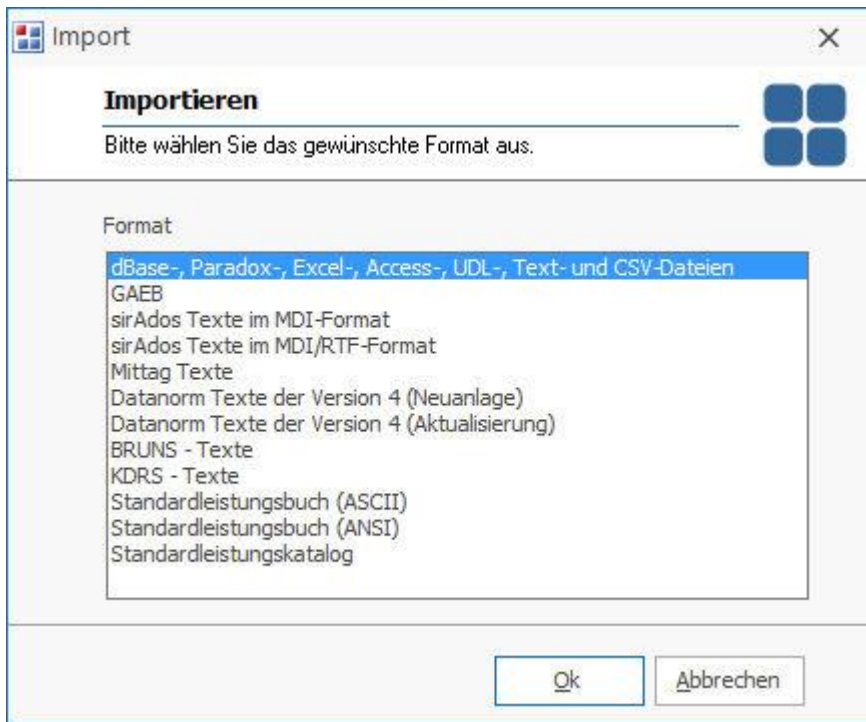 Import
Importieren
Bitte wählen Sie das gewünschte Format aus.
Format
dBase-, Paradox-, Excel-, Access-, UDL-, Text- und CSV-Dateien
GAEB
sirAdos Texte im MDI-Format
sirAdos Texte im MDI/RTF-Format
Mittag Texte
Datanorm Texte der Version 4 (Neuanlage)
Datanorm Texte der Version 4 (Aktualisierung)
BRUNS - Texte
KDRS - Texte
Standardleistungsbuch (ASCII)
Standardleistungsbuch (ANSI)
Standardleistungskatalog
Ok Abbrechen